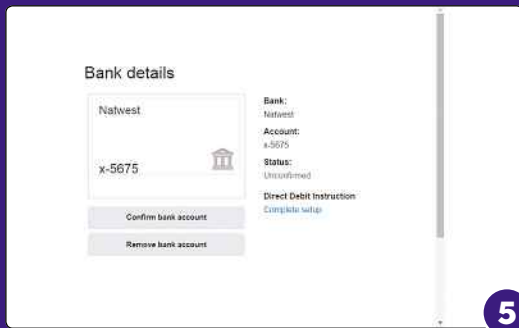 Bank details
Natwest
x-5675
Confirm bank account
Remove bank account
Bank:
Natwest
Account:
x-5675
Status:
Unconfirmed
Direct Debit Instruction
Complete setup
5